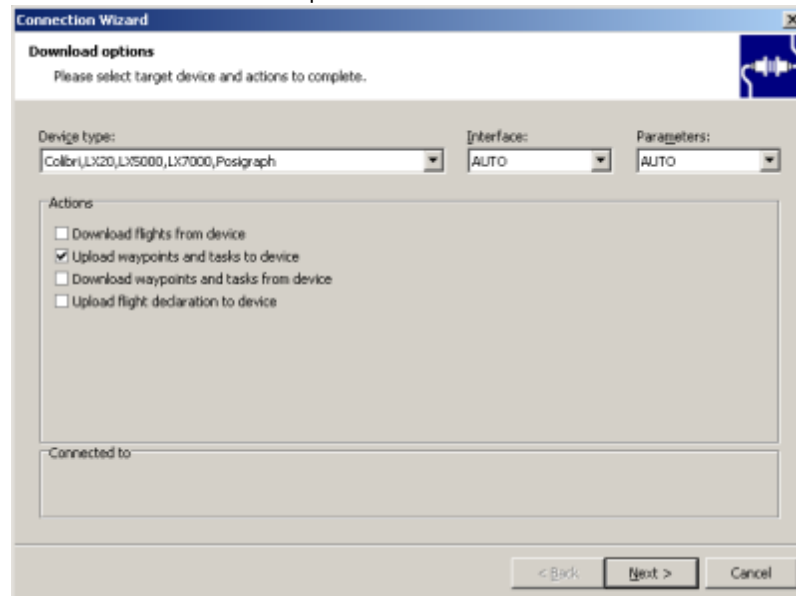 Connection Wizard
Download options
Please select target device and actions to complete.
Device type:
Interface:
Parameters:
Colibri,LX20,LX5000,LX7000,Posigraph
AUTO
AUTO
Actions
Download flights from device
Upload waypoints and tasks to device
Download waypoints and tasks from device
Upload flight declaration to device
Connected to
< Back
Next >
Cancel